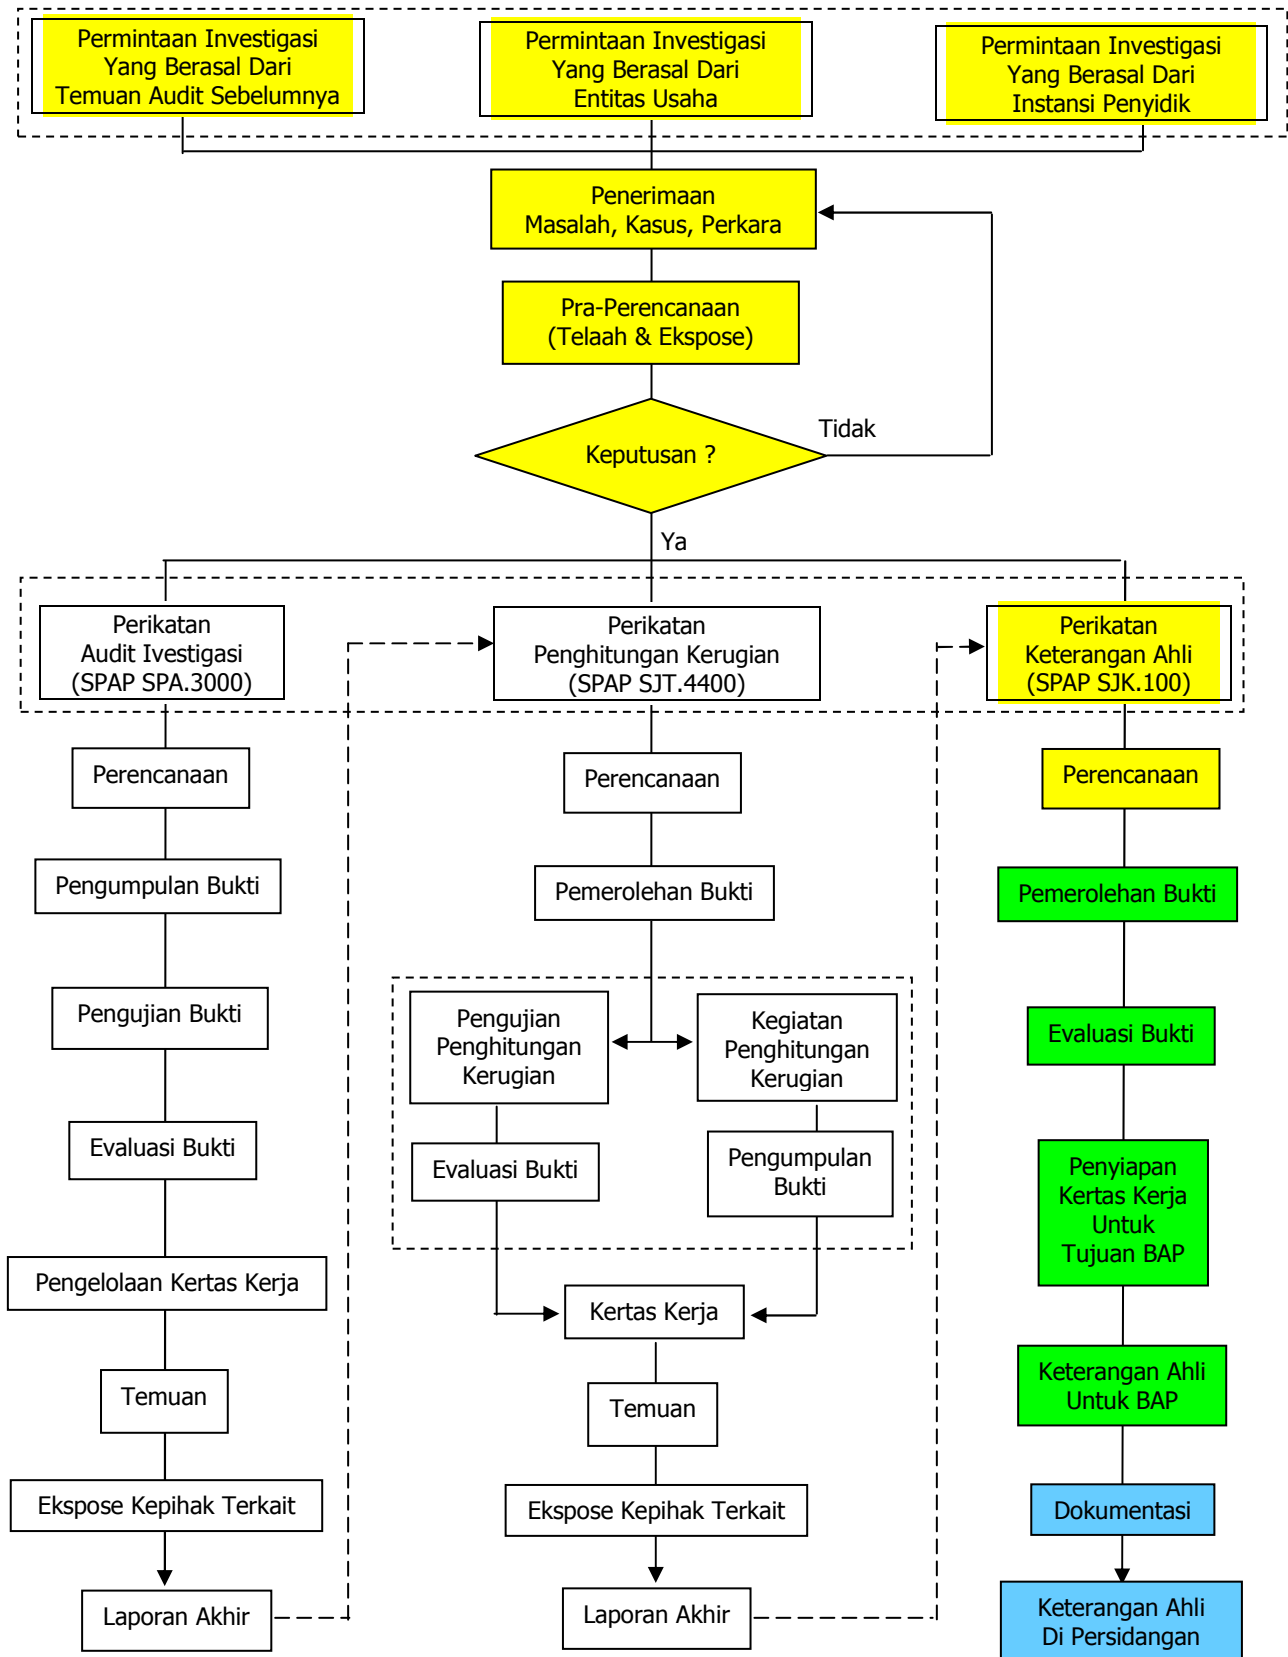 Permintaan Investigasi
Yang Berasal Dari
Temuan Audit Sebelumnya
Permintaan Investigasi
Yang Berasal Dari
Entitas Usaha
Permintaan Investigasi
Yang Berasal Dari
Instansi Penyidik
Penerimaan
Masalah, Kasus, Perkara
Pra-Perencanaan
(Telaah & Ekspose)
Keputusan ?
Tidak
Ya
Perikatan
Audit Ivestigasi
(SPAP SPA.3000)
Perikatan
Penghitungan Kerugian
(SPAP SJT.4400)
Perikatan
Keterangan Ahli
(SPAP SJK.100)
Perencanaan
Pengumpulan Bukti
Pengujian Bukti
Evaluasi Bukti
Pengelolaan Kertas Kerja
Temuan
Ekspose Kepihak Terkait
Laporan Akhir
Perencanaan
Pemerolehan Bukti
Pengujian
Penghitungan
Kerugian
Kegiatan
Penghitungan
Kerugian
Evaluasi Bukti
Pengumpulan
Bukti
Kertas Kerja
Temuan
Ekspose Kepihak Terkait
Laporan Akhir
Perencanaan
Pemerolehan Bukti
Evaluasi Bukti
Penyiapan
Kertas Kerja
Untuk
Tujuan BAP
Keterangan Ahli
Untuk BAP
Dokumentasi
Keterangan Ahli
Di Persidangan